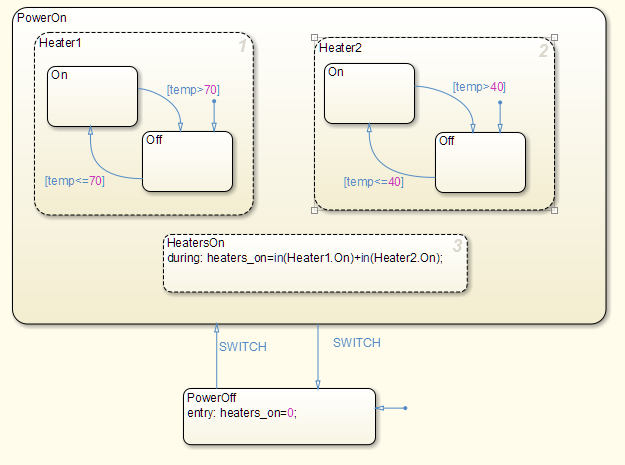 PowerOn
Heater1
1
On
[temp>70]
Off
[temp<=70]
Heater2
2
On
[temp>40]
Off
[temp<=40]
HeatersOn
3
during: heaters_on=in(Heater1.On)+in(Heater2.On);
SWITCH
SWITCH
PowerOff
entry: heaters_on=0;